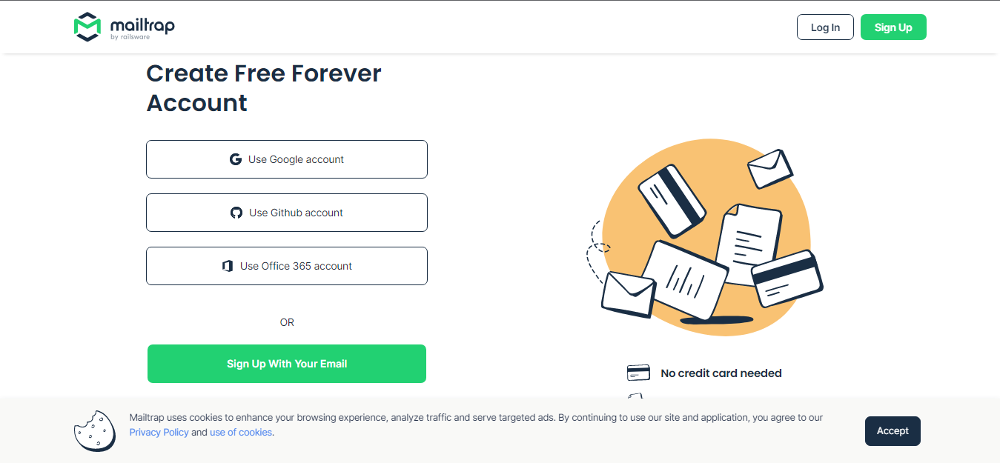 mailtrap
by railsware
Log In
Sign Up
Create Free Forever
Account
Use Google account
Use Github account
Use Office 365 account
OR
Sign Up With Your Email
No credit card needed
Mailtrap uses cookies to enhance your browsing experience, analyze traffic and serve targeted ads. By continuing to use our site and application, you agree to our
Privacy Policy and use of cookies.
Accept